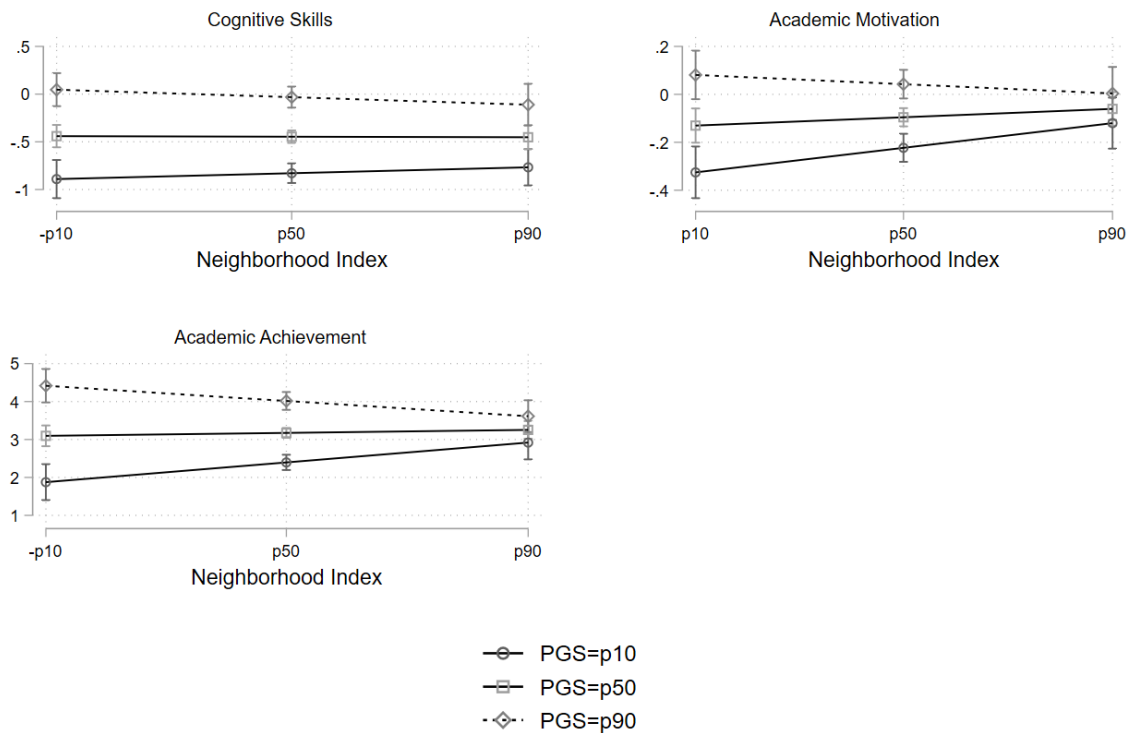 Cognitive Skills
.5
0
-.5
-1
-p10 p50 p90
Neighborhood Index
Academic Motivation
.2
0
-.2
-.4
p10 p50 p90
Neighborhood Index
Academic Achievement
5
4
3
2
1
-p10 p50 p90
Neighborhood Index
PGS=p10
PGS=p50
PGS=p90